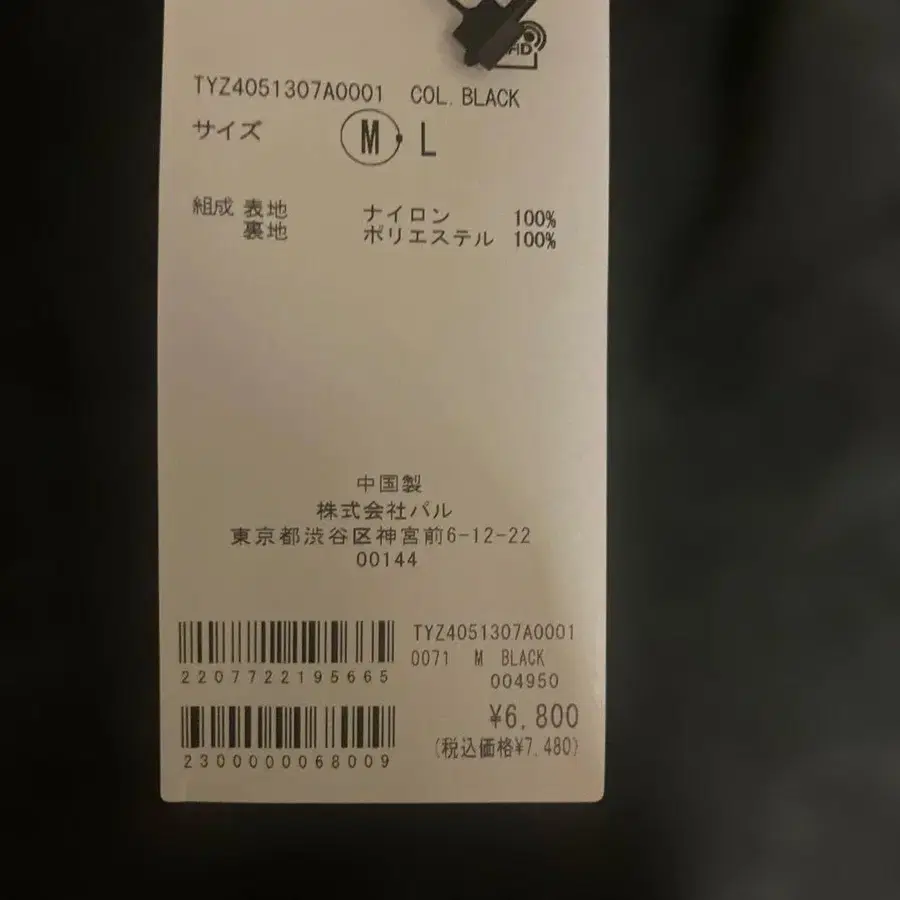 TYZ4051307A0001 COL. BLACK
サイズ M・L
組成 表地 ナイロン 100%
裏地 ポリエステル 100%
中国製
株式会社パル
東京都渋谷区神宮前6-12-22
00144
TYZ4051307A0001
0071 M BLACK
2207722195665
004950
¥6,800
(税込価格¥7,480)
2300000068009